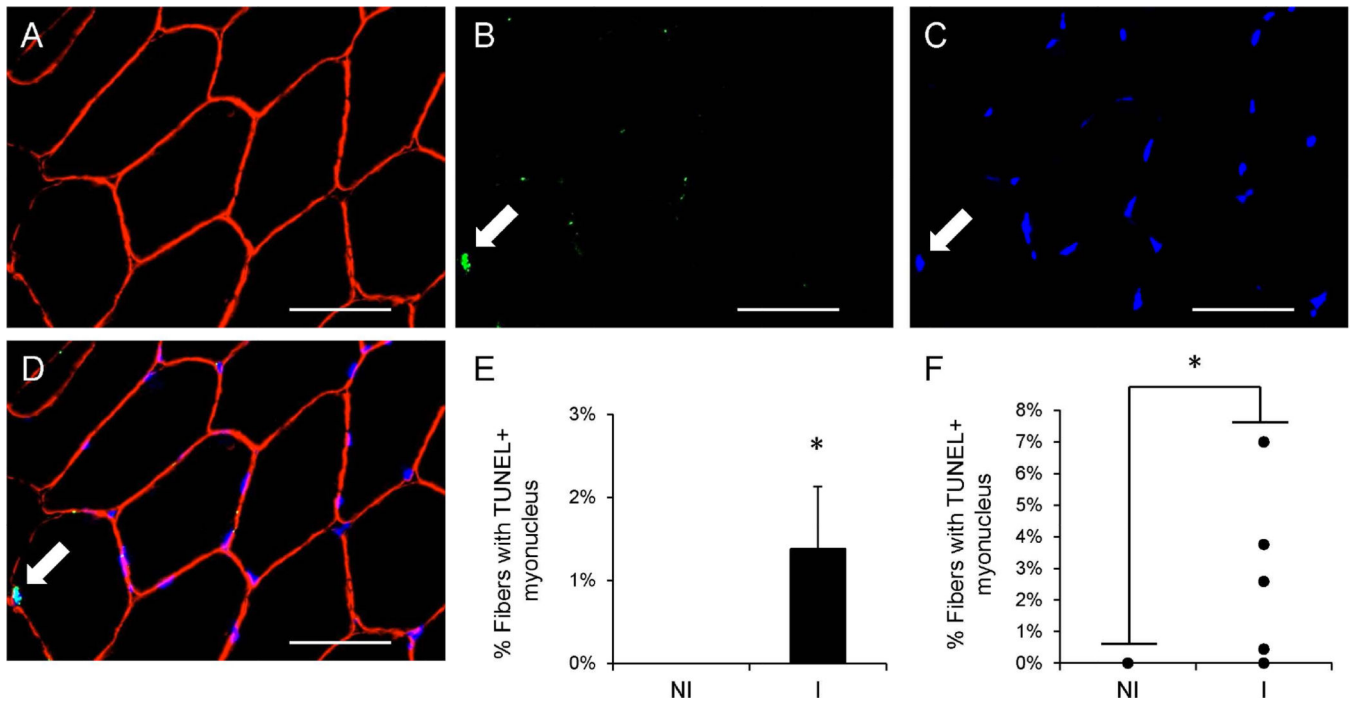 A
B
C
D
E
% Fibers with TUNEL+
myonucleus
3%
2%
1%
0%
*
NI
I
F
% Fibers with TUNEL+
myonucleus
8%
7%
6%
5%
4%
3%
2%
1%
0%
*
NI
I